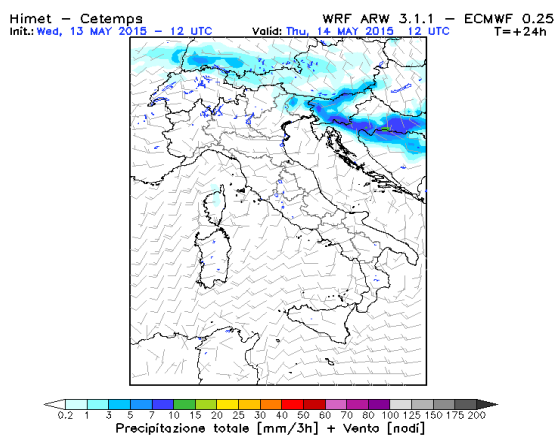 Himet – Cetemps WRF ARW 3.1.1 – ECMWF 0.25
Init.: Wed, 13 MAY 2015 – 12 UTC Valid: Thu, 14 MAY 2015 12 UTC T=+24h
0.2 1 3 5 7 10 15 20 25 30 40 50 60 70 80 100 125 150 175 200
Precipitazione totale [mm/3h] + Vento [nodi]